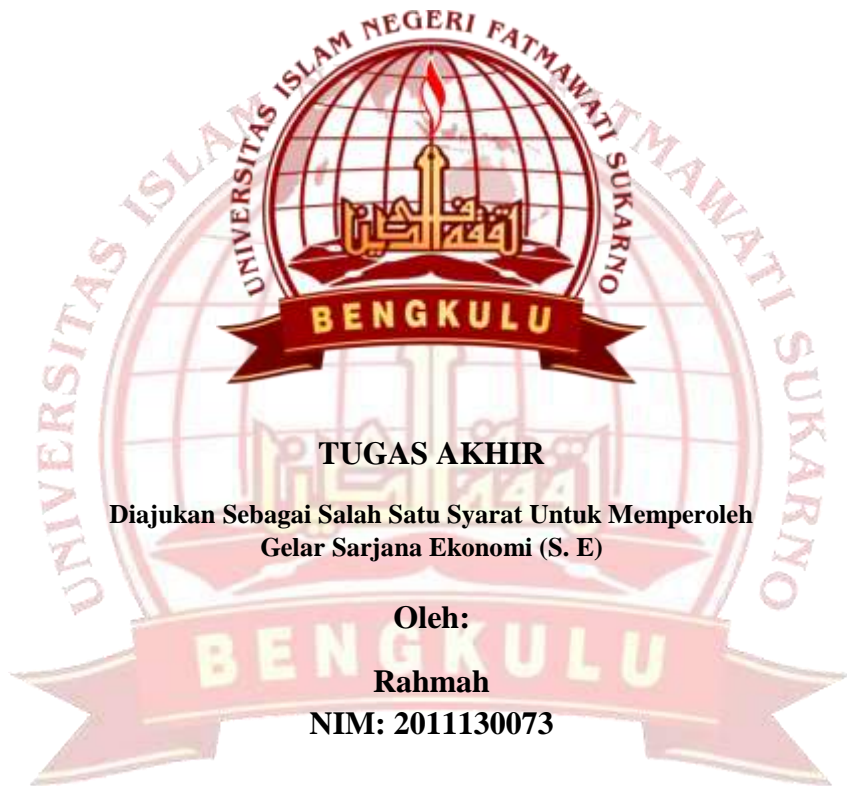 UNIVERSITAS ISLAM NEGERI FATMAWATI SUKARNO
BENGKULU
TUGAS AKHIR
Diajukan Sebagai Salah Satu Syarat Untuk Memperoleh
Gelar Sarjana Ekonomi (S. E)
Oleh:
Rahmah
NIM: 2011130073